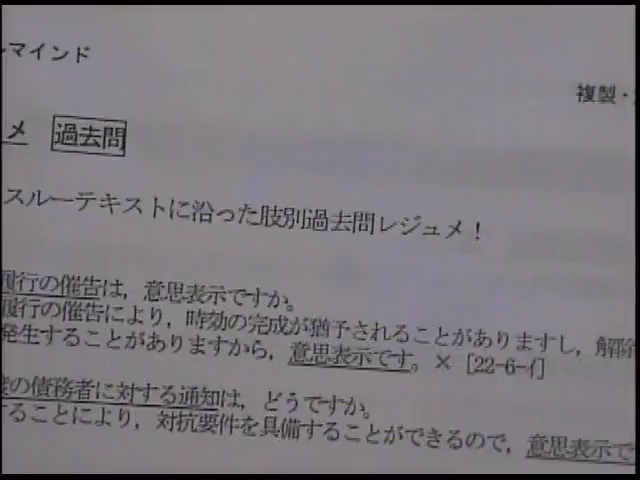 マインド
複製・
メ 過去問
スルーテキストに沿った肢別過去問レジュメ！
履行の催告は，意思表示ですか。
履行の催告により，時効の完成が猶予されることがありますし，解除
発生することがありますから，意思表示です。× [22-6-イ]
の債務者に対する通知は，どうですか。
することにより，対抗要件を具備することができるので，意思表示で